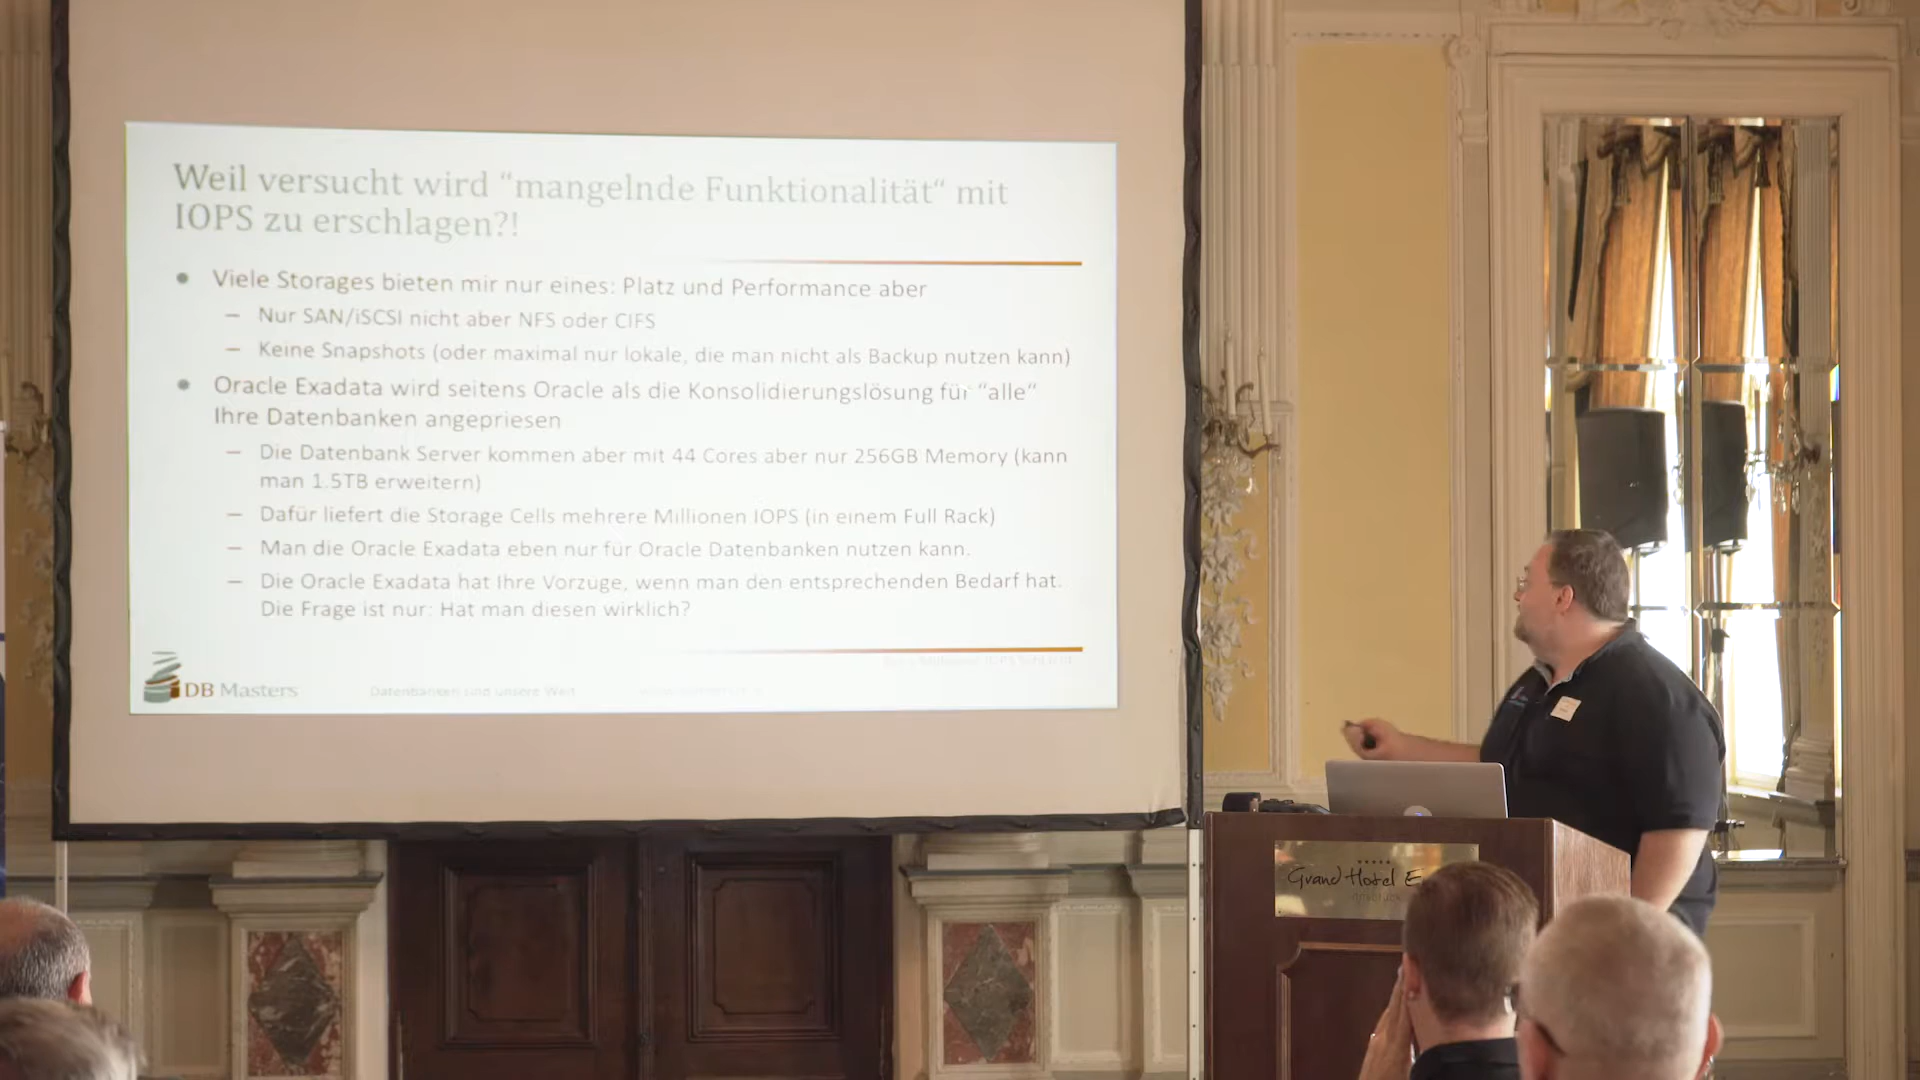 Weil versucht wird “mangelnde Funktionalität“ mit
IOPS zu erschlagen?!
• Viele Storages bieten mir nur eines: Platz und Performance aber
– Nur SAN/iSCSI nicht aber NFS oder CIFS
– Keine Snapshots (oder maximal nur lokale, die man nicht als Backup nutzen kann)
• Oracle Exadata wird seitens Oracle als die Konsolidierungslösung für “alle“
Ihre Datenbanken angepriesen
– Die Datenbank Server kommen aber mit 44 Cores aber nur 256GB Memory (kann
man 1.5TB erweitern)
– Dafür liefert die Storage Cells mehrere Millionen IOPS (in einem Full Rack)
– Man die Oracle Exadata eben nur für Oracle Datenbanken nutzen kann.
– Die Oracle Exadata hat Ihre Vorzuge, wenn man den entsprechenden Bedarf hat.
Die Frage ist nur: Hat man diesen wirklich?
DB Masters
Datenbanken sind unsere Welt
Grand Hotel E